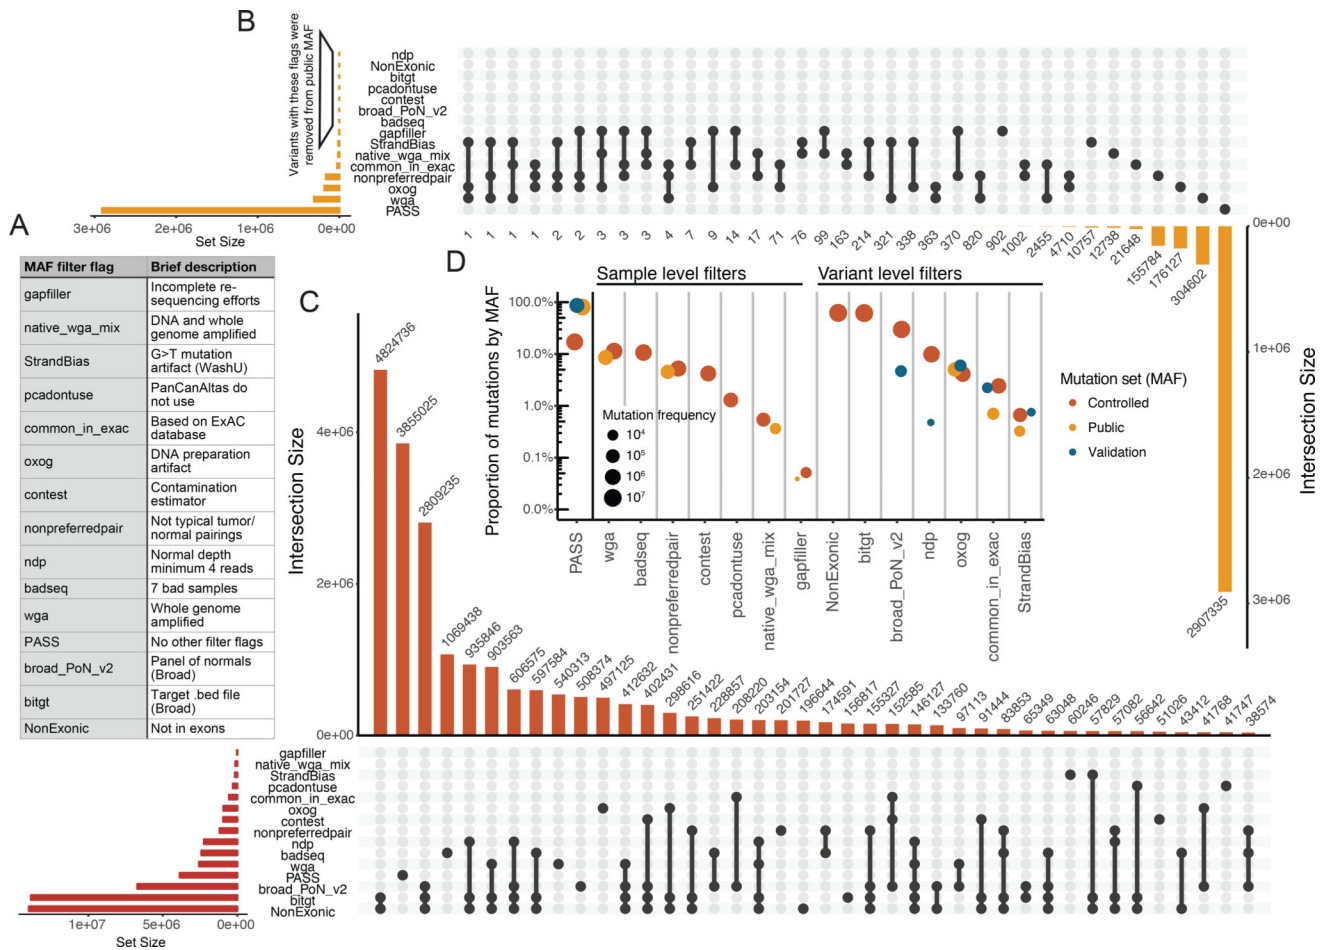 B
Variants with these flags were
removed from public MAF
ndp
NonExonic
bitgt
pcadontuse
contest
broad_PoN_v2
badseq
gapfiller
StrandBias
native_wga_mix
common_in_exac
nonpreferredpair
oxog
wga
PASS
3e+06 2e+06 1e+06 0e+00
Set Size
1 1 1 1 2 2 3 3 3 4 7 9 14 17 71 76 99 163 214 321 338 363 370 820 902 1002 2455 4710 10757 12738 21648 155784 176127 304602 2907335
0e+00
1e+06
2e+06
3e+06
Intersection Size
A
MAF filter flag Brief description
gapfiller Incomplete re-
sequencing efforts
native_wga_mix DNA and whole
genome amplified
StrandBias G>T mutation
artifact (WashU)
pcadontuse PanCanAltas do
not use
common_in_exac Based on ExAC
database
oxog DNA preparation
artifact
contest Contamination
estimator
nonpreferredpair Not typical tumor/
normal pairings
ndp Normal depth
minimum 4 reads
badseq 7 bad samples
wga Whole genome
amplified
PASS No other filter flags
broad_PoN_v2 Panel of normals
(Broad)
bitgt Target .bed file
(Broad)
NonExonic Not in exons
C
Intersection Size
4e+06
2e+06
0e+00
4824736 3855025 2809235 1069438 935846 903563 606575 597584 540313 508374 497125 412632 402431 298616 251422 228857 208220 203154 201727 196644 174591 156817 155327 152585 146127 133760 97113 91444 83853 65349 63048 60246 57829 57082 56642 51026 43412 41768 41747 38574
gapfiller
native_wga_mix
StrandBias
pcadontuse
common_in_exac
oxog
contest
nonpreferredpair
ndp
badseq
wga
PASS
broad_PoN_v2
bitgt
NonExonic
1e+07 5e+06 0e+00
Set Size
D
Sample level filters Variant level filters
Proportion of mutations by MAF
100.0%
10.0%
1.0%
0.1%
0.0%
Mutation frequency
10⁴
10⁵
10⁶
10⁷
PASS wga badseq nonpreferredpair contest pcadontuse native_wga_mix gapfiller NonExonic bitgt broad_PoN_v2 ndp oxog common_in_exac StrandBias
Mutation set (MAF)
Controlled
Public
Validation